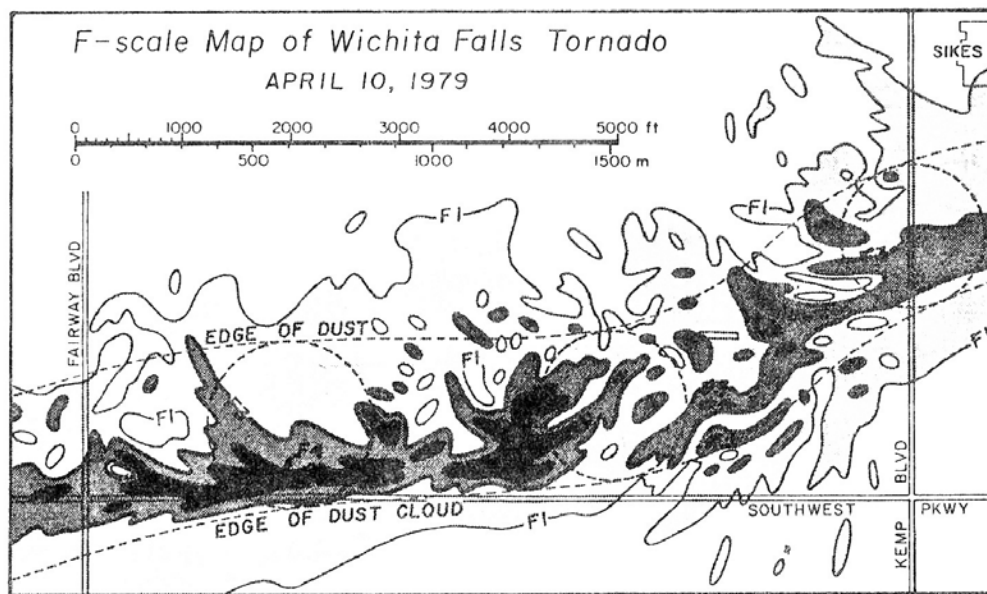 F-scale Map of Wichita Falls Tornado
APRIL 10, 1979
SIKES
0 1000 2000 3000 4000 5000 ft
0 500 1000 1500 m
F1
F1
FAIRWAY BLVD
EDGE OF DUST
F1
F1
F4
EDGE OF DUST CLOUD
F1
SOUTHWEST PKWY
KEMP BLVD